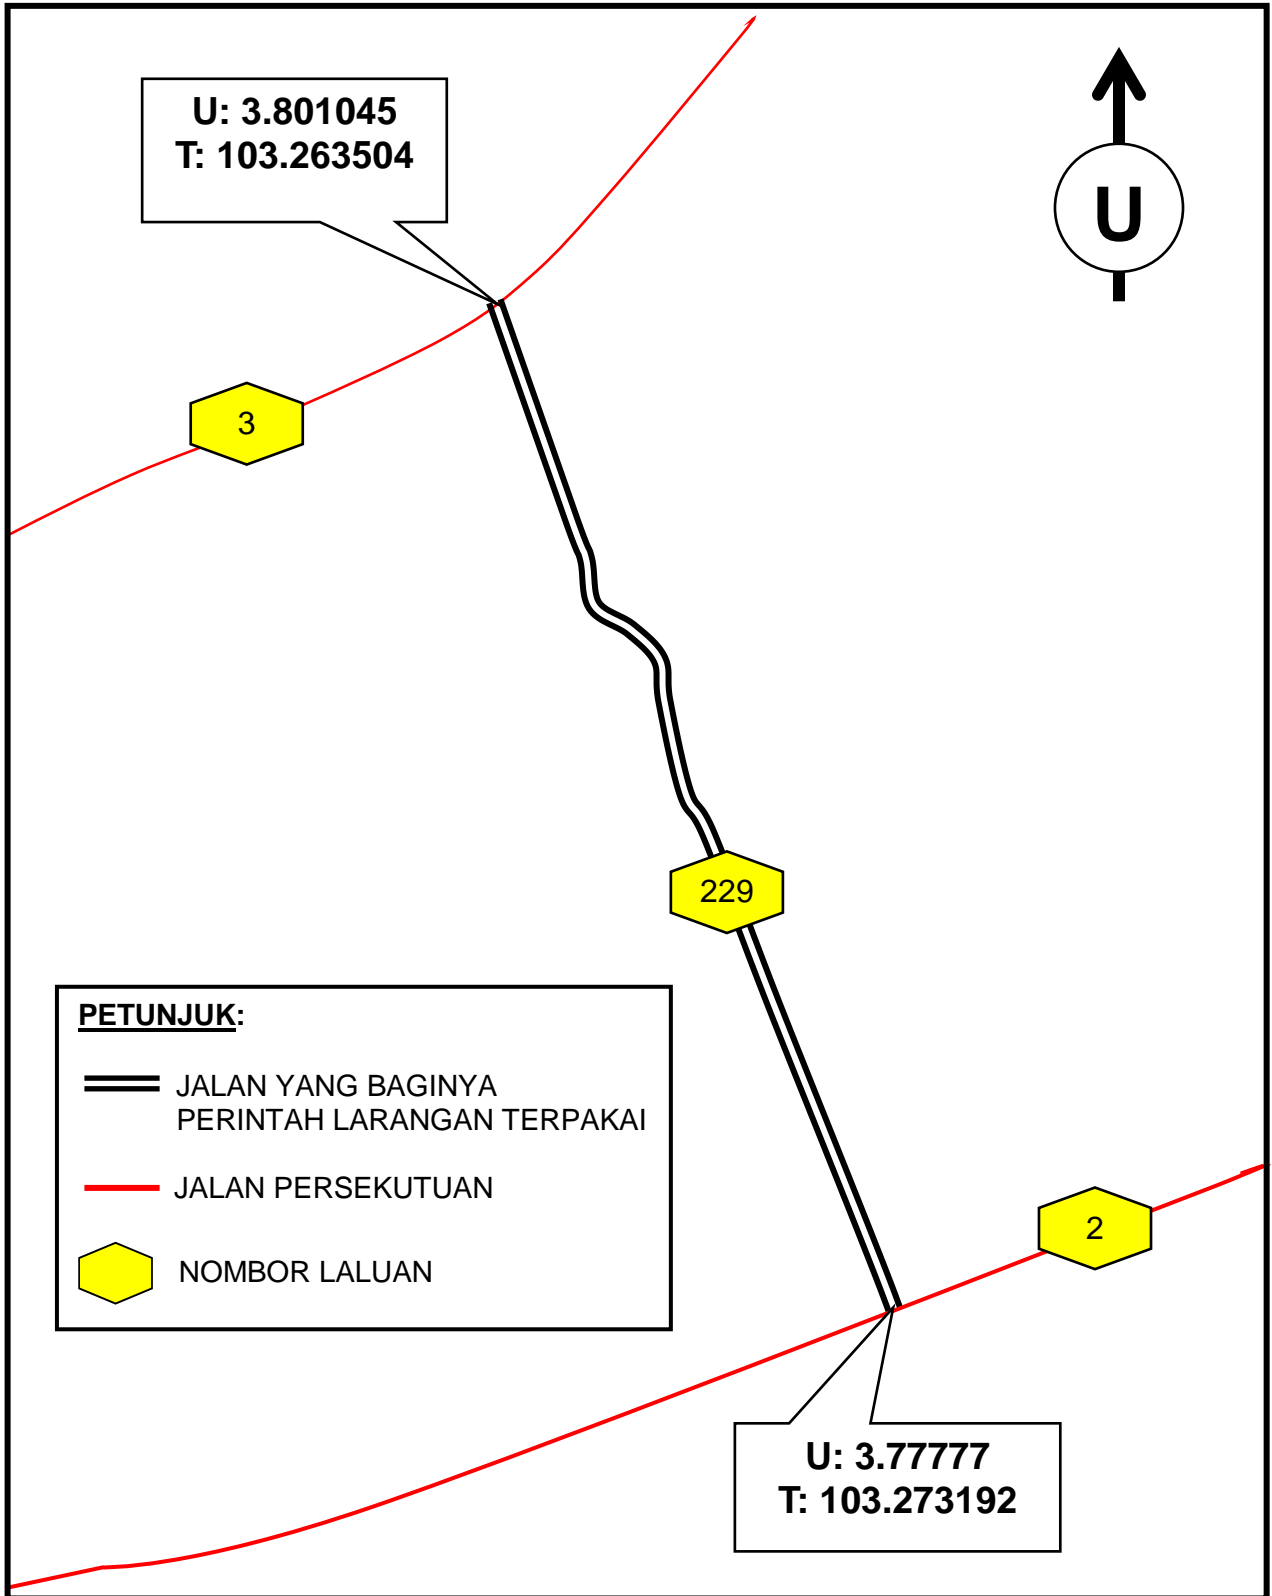 U: 3.801045
T: 103.263504
U
3
229
PETUNJUK:
JALAN YANG BAGINYA
PERINTAH LARANGAN TERPAKAI
JALAN PERSEKUTUAN
NOMBOR LALUAN
2
U: 3.77777
T: 103.273192